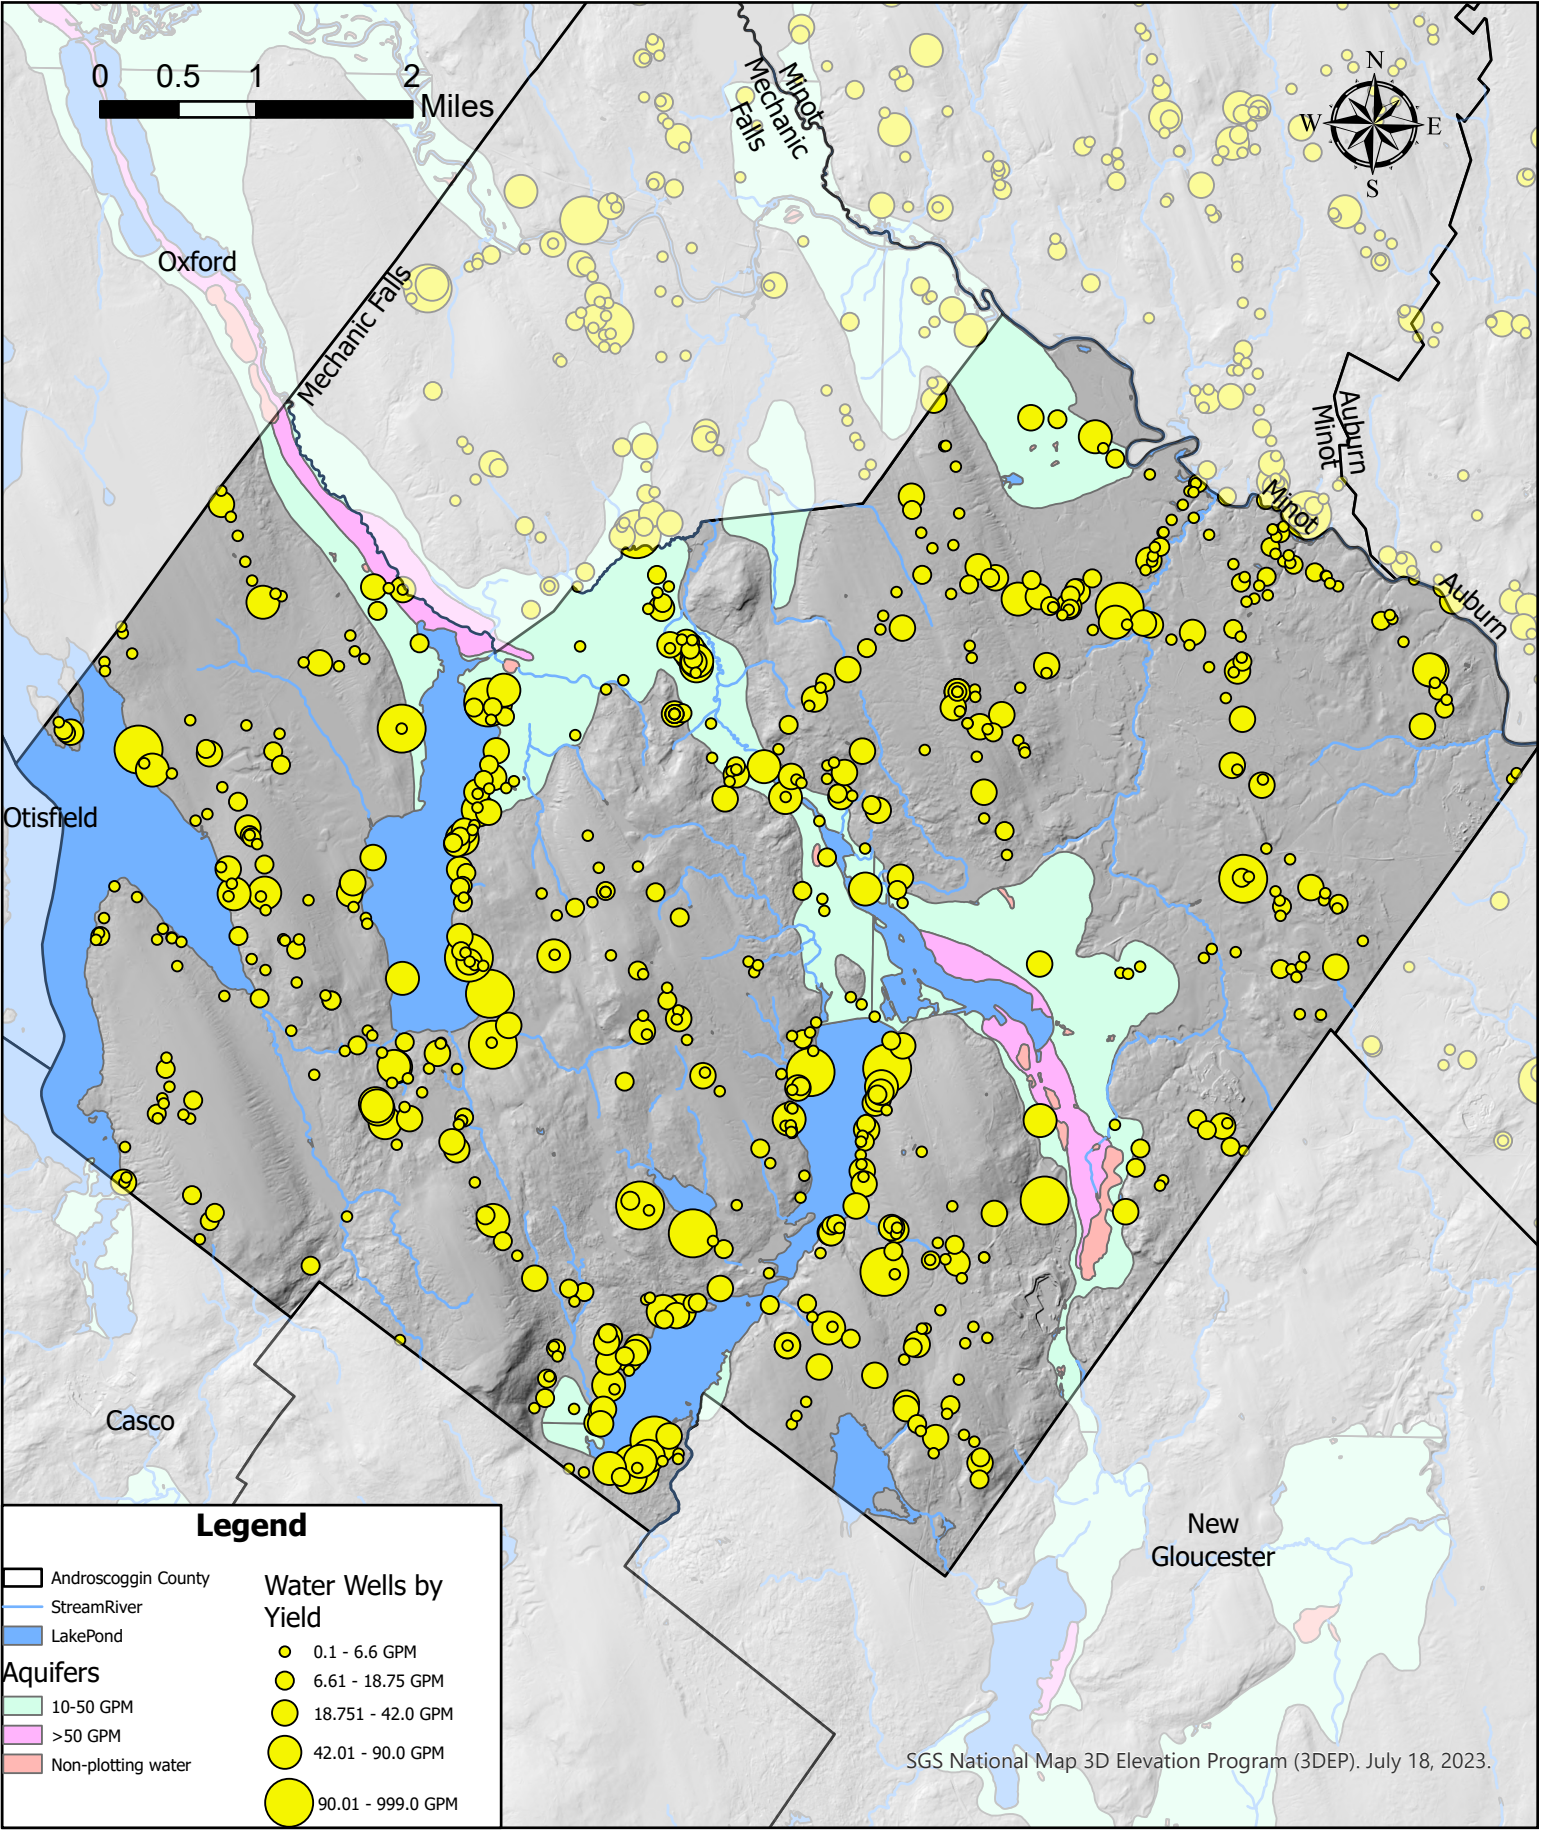 0 0.5 1 2
Miles
N
W E
S
Minot
Mechanic
Falls
Oxford
Mechanic Falls
Auburn
Minot
Minot
Auburn
Otisfield
Casco
New
Gloucester
Legend
Androscoggin County
StreamRiver
LakePond
Aquifers
10-50 GPM
>50 GPM
Non-plotting water
Water Wells by
Yield
0.1 - 6.6 GPM
6.61 - 18.75 GPM
18.751 - 42.0 GPM
42.01 - 90.0 GPM
90.01 - 999.0 GPM
SGS National Map 3D Elevation Program (3DEP). July 18, 2023.